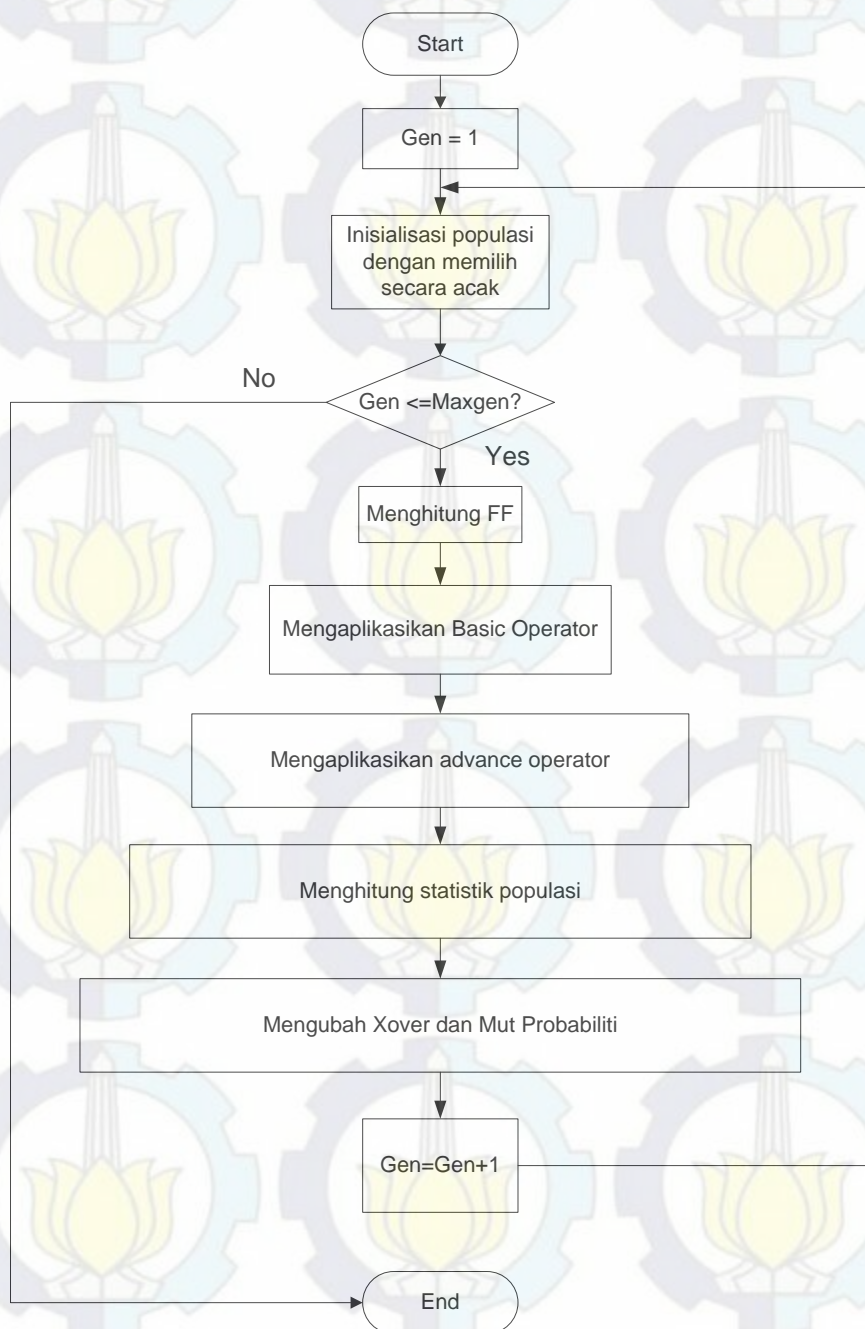 Start
Gen = 1
Inisialisasi populasi
dengan memilih
secara acak
No
Gen <=Maxgen?
Yes
Menghitung FF
Mengaplikasikan Basic Operator
Mengaplikasikan advance operator
Menghitung statistik populasi
Mengubah Xover dan Mut Probabiliti
Gen=Gen+1
End